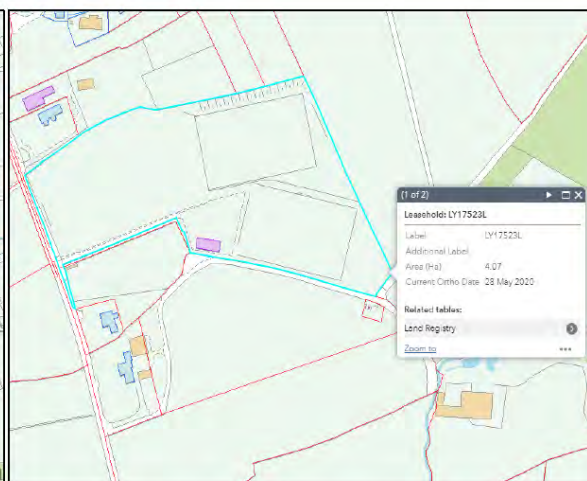 (1 of 2)
Leasehold: LY17523L
Label LY17523L
Additional Label
Area (Ha) 4.07
Current Ortho Date 28 May 2020
Related tables:
Land Registry
Zoom to